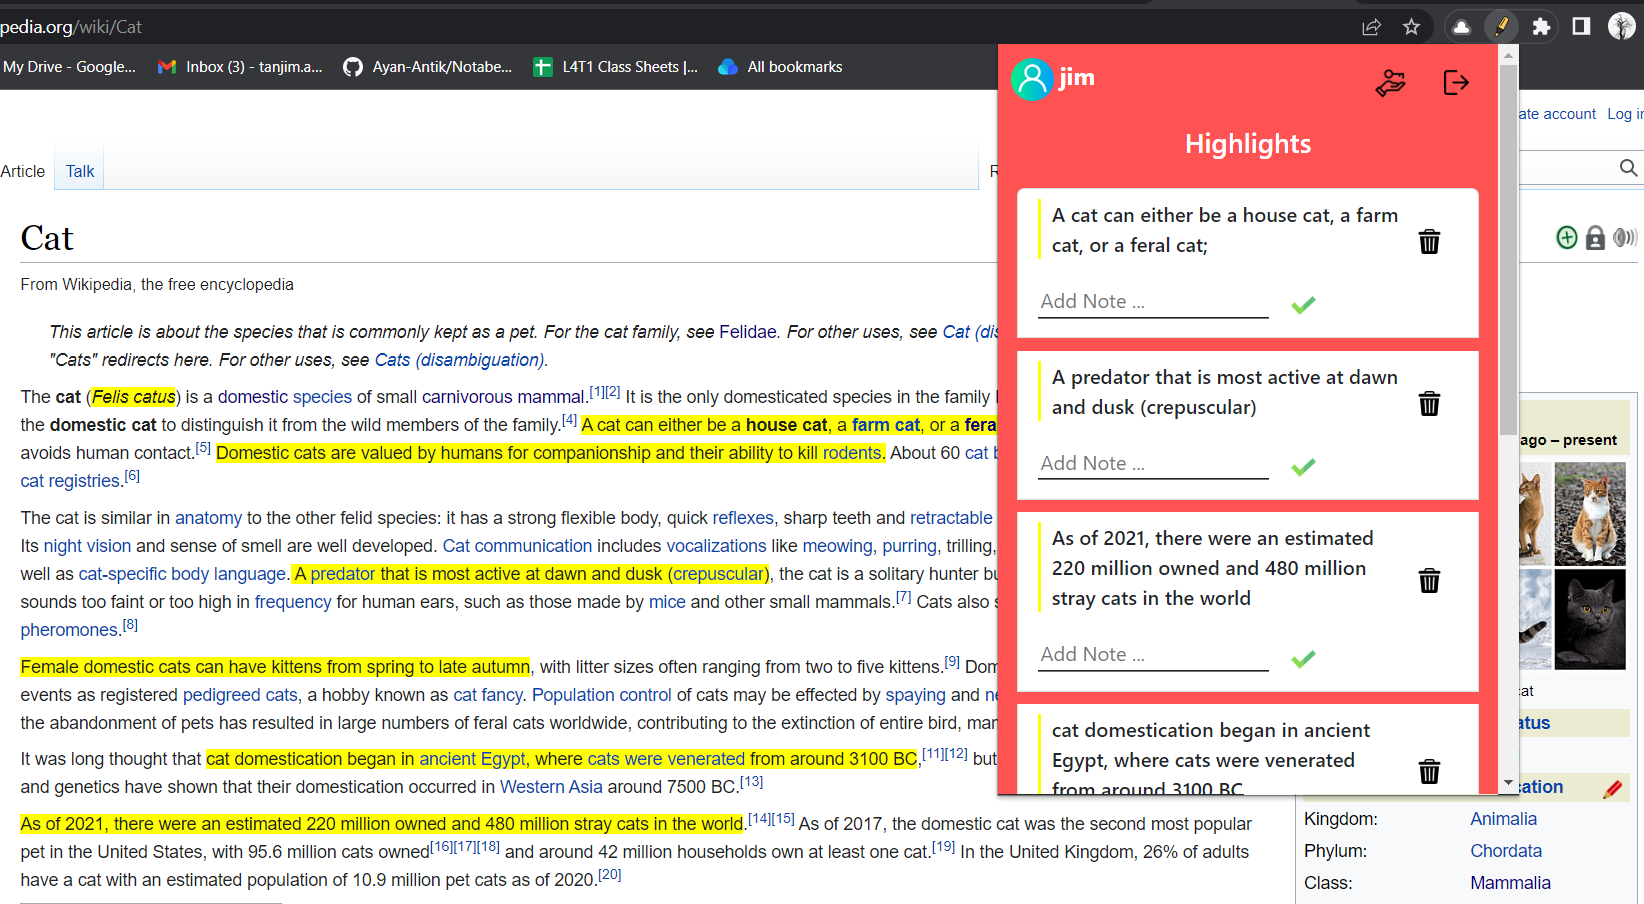 pedia.org/wiki/Cat
My Drive - Google...
Inbox (3) - tanjim.a...
Ayan-Antik/Notabe...
L4T1 Class Sheets |...
All bookmarks
ate account Log in
Article
Talk
R
Cat
From Wikipedia, the free encyclopedia
This article is about the species that is commonly kept as a pet. For the cat family, see Felidae. For other uses, see Cat (dis
"Cats" redirects here. For other uses, see Cats (disambiguation).
The cat (Felis catus) is a domestic species of small carnivorous mammal.[1][2] It is the only domesticated species in the family
the domestic cat to distinguish it from the wild members of the family.[4] A cat can either be a house cat, a farm cat, or a fera
avoids human contact.[5] Domestic cats are valued by humans for companionship and their ability to kill rodents. About 60 cat
cat registries.[6]
The cat is similar in anatomy to the other felid species: it has a strong flexible body, quick reflexes, sharp teeth and retractable
Its night vision and sense of smell are well developed. Cat communication includes vocalizations like meowing, purring, trilling,
well as cat-specific body language. A predator that is most active at dawn and dusk (crepuscular), the cat is a solitary hunter bu
sounds too faint or too high in frequency for human ears, such as those made by mice and other small mammals.[7] Cats also
pheromones.[8]
Female domestic cats can have kittens from spring to late autumn, with litter sizes often ranging from two to five kittens.[9] Dom
events as registered pedigreed cats, a hobby known as cat fancy. Population control of cats may be effected by spaying and ne
the abandonment of pets has resulted in large numbers of feral cats worldwide, contributing to the extinction of entire bird, mam
It was long thought that cat domestication began in ancient Egypt, where cats were venerated from around 3100 BC,[11][12] but
and genetics have shown that their domestication occurred in Western Asia around 7500 BC.[13]
As of 2021, there were an estimated 220 million owned and 480 million stray cats in the world.[14][15] As of 2017, the domestic cat was the second most popular
pet in the United States, with 95.6 million cats owned[16][17][18] and around 42 million households own at least one cat.[19] In the United Kingdom, 26% of adults
have a cat with an estimated population of 10.9 million pet cats as of 2020.[20]
jim
Highlights
A cat can either be a house cat, a farm
cat, or a feral cat;
Add Note ...
A predator that is most active at dawn
and dusk (crepuscular)
Add Note ...
As of 2021, there were an estimated
220 million owned and 480 million
stray cats in the world
Add Note ...
cat domestication began in ancient
Egypt, where cats were venerated
from around 3100 BC
ago – present
cat
atus
cation
Kingdom: Animalia
Phylum: Chordata
Class: Mammalia